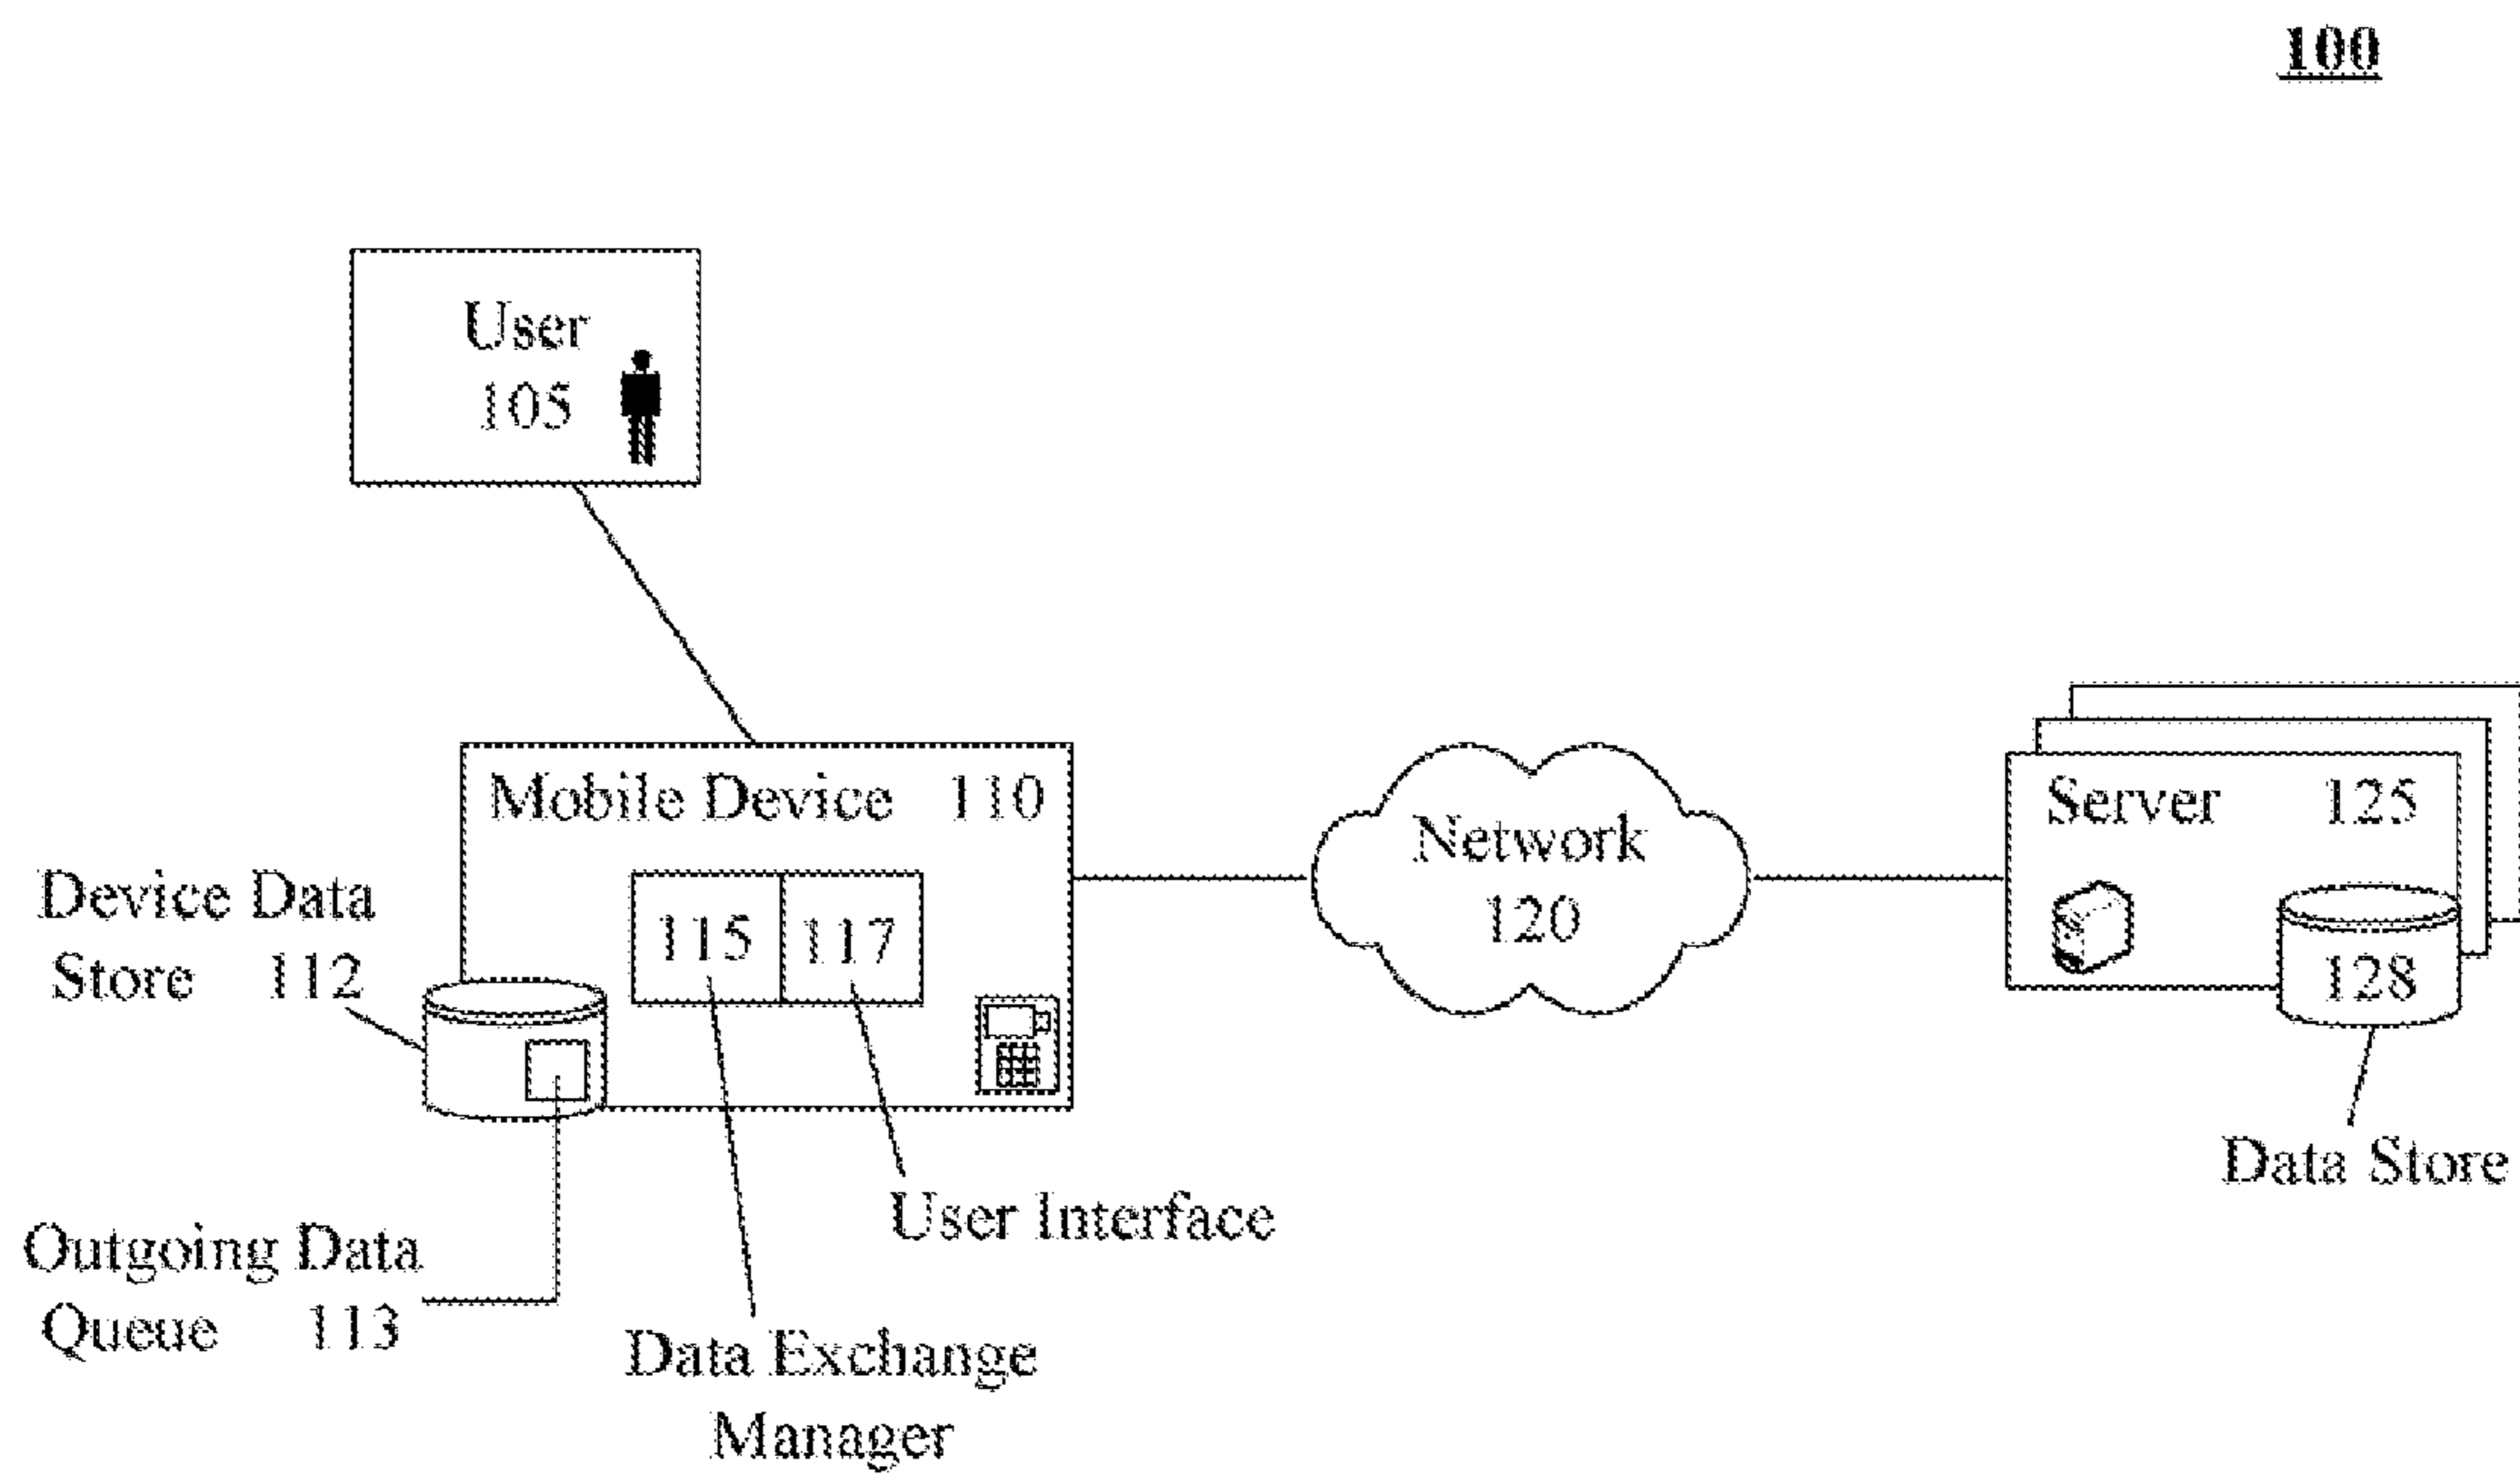 100
User
105
Mobile Device 110
Device Data
Store 112
115 117
Network
120
Server 125
128
Data Store
User Interface
Outgoing Data
Queue 113
Data Exchange
Manager